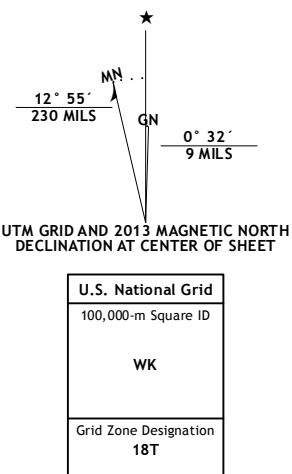 ★
MN
GN
12° 55´
230 MILS
0° 32´
9 MILS
UTM GRID AND 2013 MAGNETIC NORTH
DECLINATION AT CENTER OF SHEET
U.S. National Grid
100,000-m Square ID
WK
Grid Zone Designation
18T